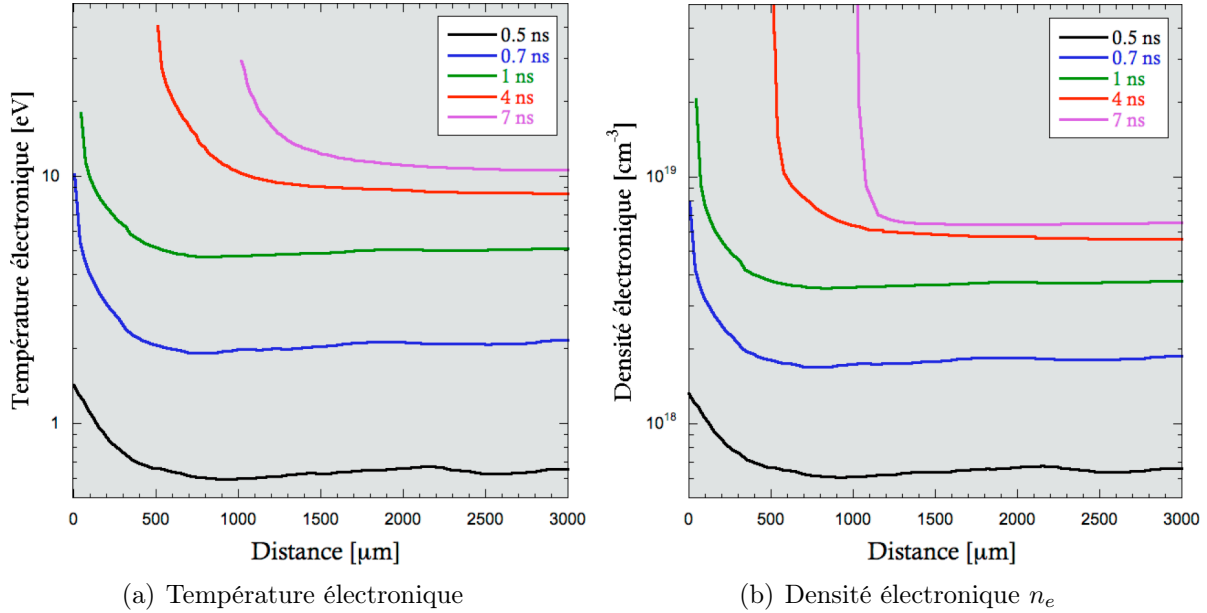 Température électronique [eV]
10
1
0.5 ns
0.7 ns
1 ns
4 ns
7 ns
0 500 1000 1500 2000 2500 3000
Distance [µm]
(a) Température électronique
Densité électronique [cm⁻³]
10¹⁹
10¹⁸
0.5 ns
0.7 ns
1 ns
4 ns
7 ns
0 500 1000 1500 2000 2500 3000
Distance [µm]
(b) Densité électronique nₑ